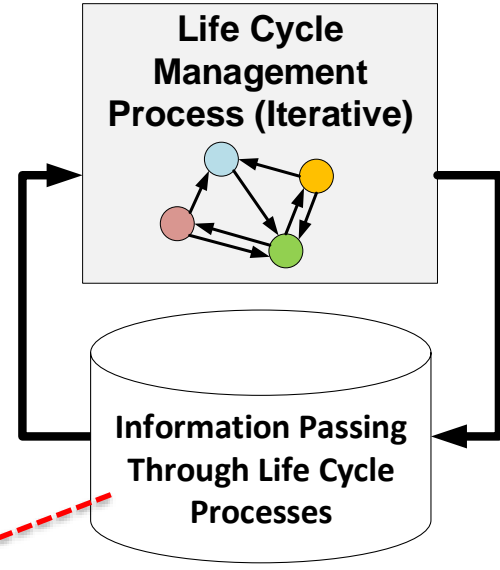 Life Cycle
Management
Process (Iterative)
Information Passing
Through Life Cycle
Processes